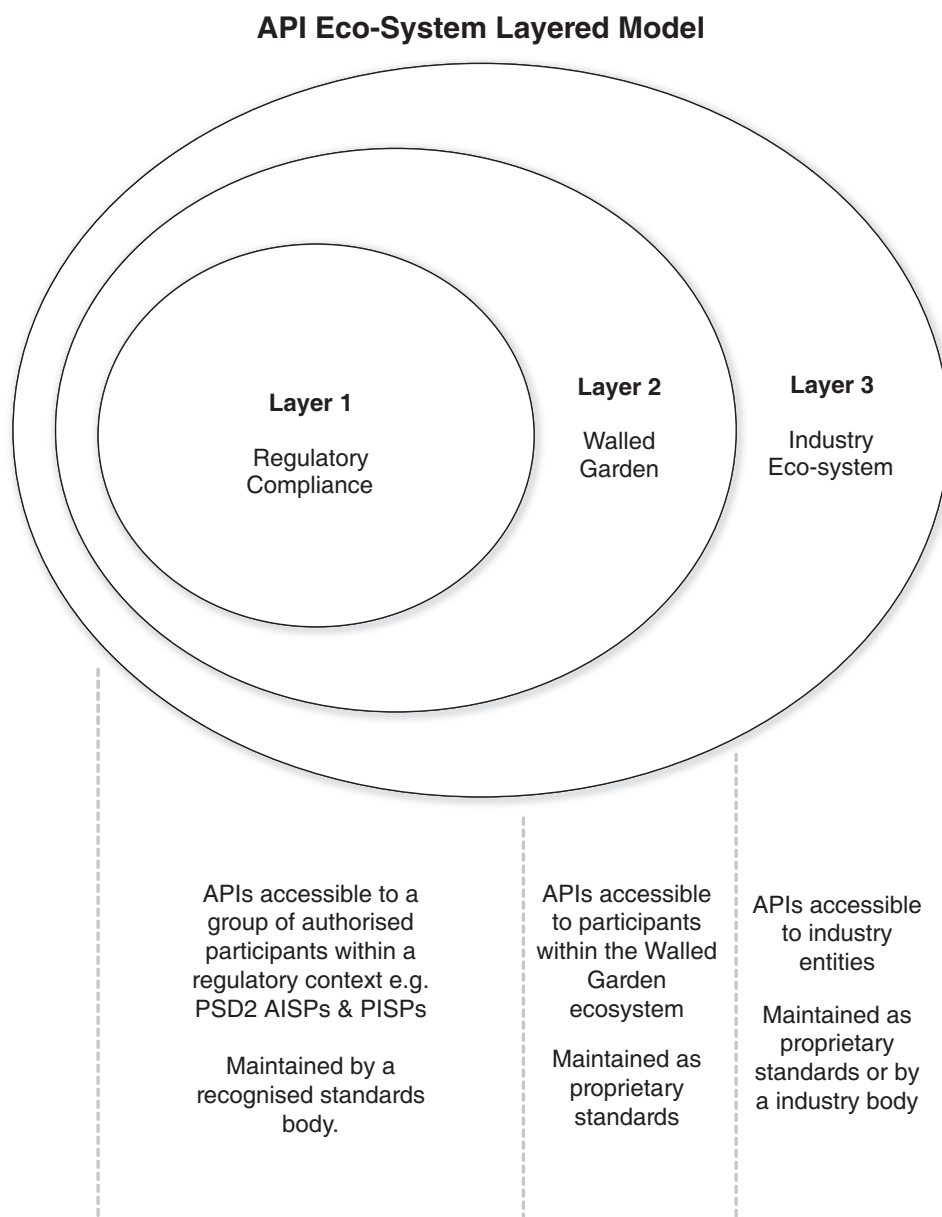 API Eco-System Layered Model
Layer 1
Regulatory
Compliance
Layer 2
Walled
Garden
Layer 3
Industry
Eco-system
APIs accessible to a
group of authorised
participants within a
regulatory context e.g.
PSD2 AISPs & PISPs
Maintained by a
recognised standards
body.
APIs accessible
to participants
within the Walled
Garden
ecosystem
Maintained as
proprietary
standards
APIs accessible
to industry
entities
Maintained as
proprietary
standards or by
a industry body